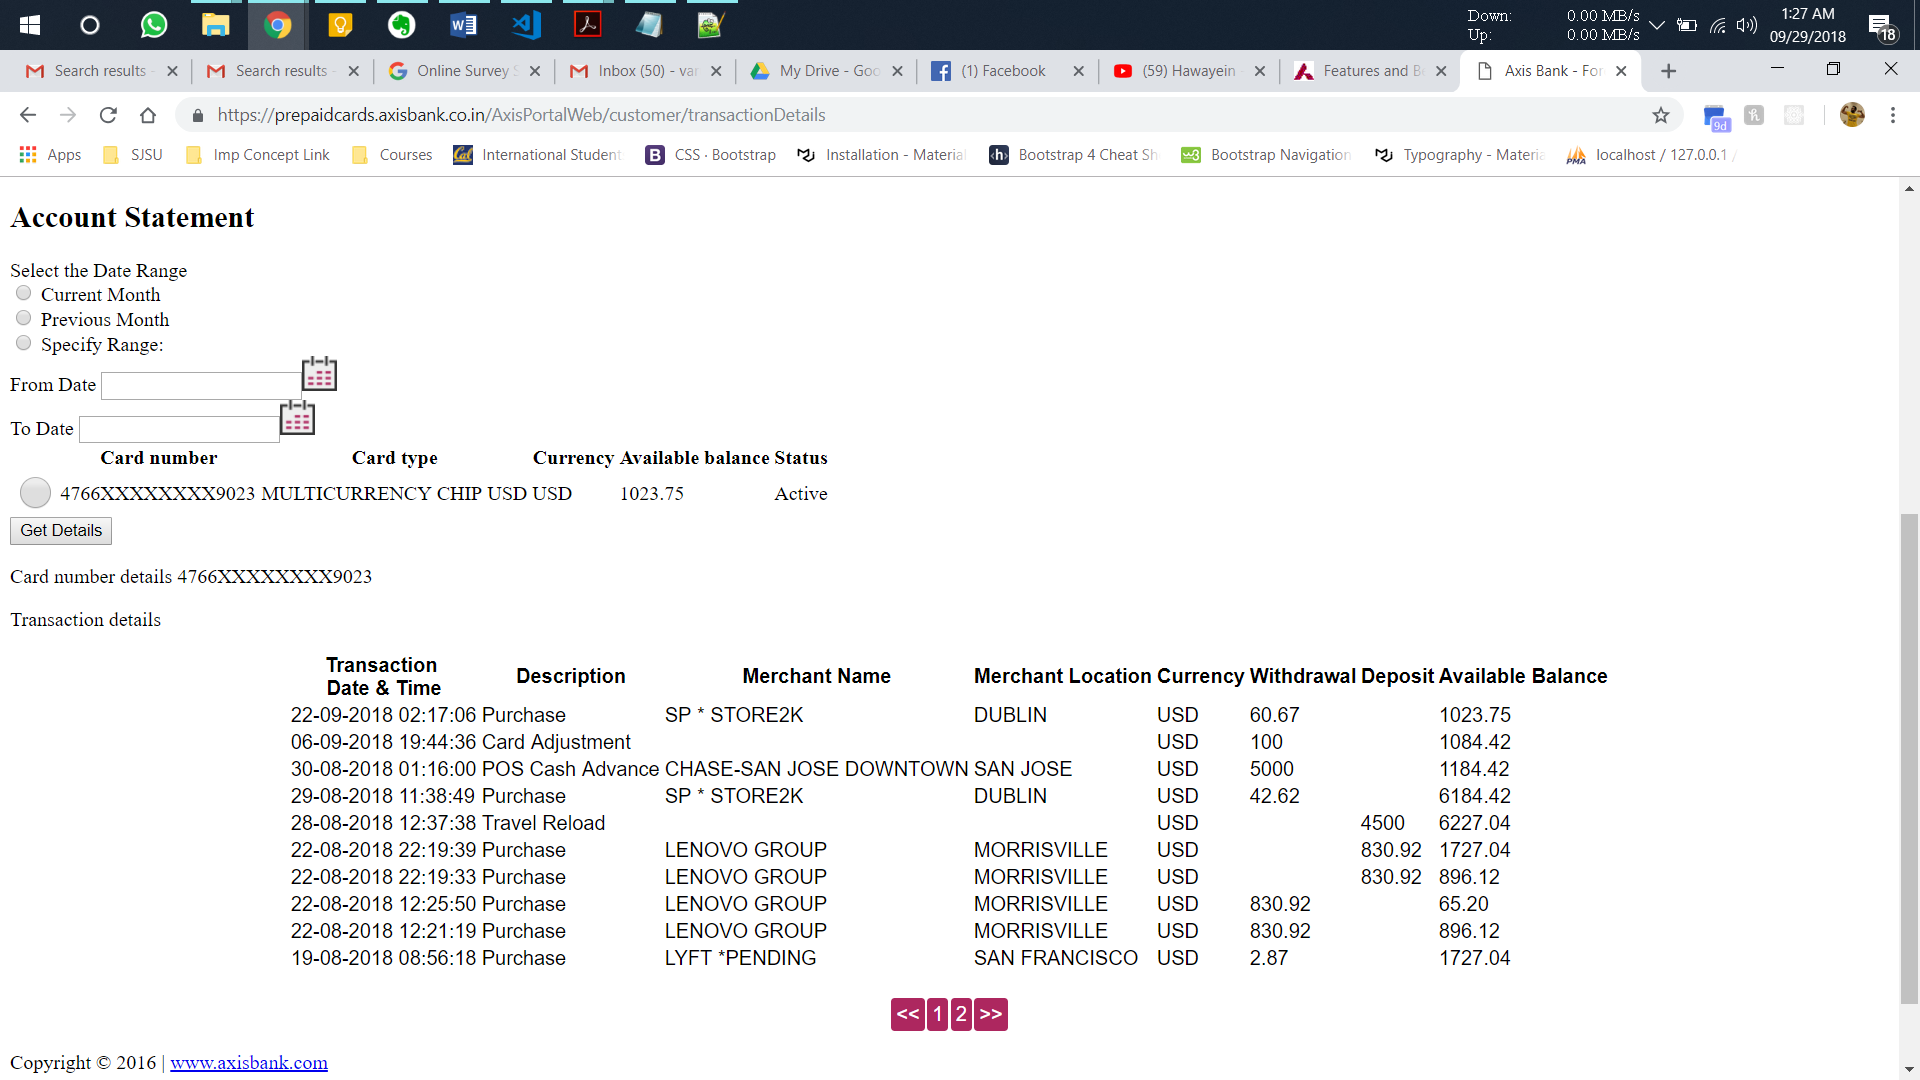 Down: 0.00 MB/s
Up: 0.00 MB/s
1:27 AM
09/29/2018
18
Search results -
Search results -
Online Survey S
Inbox (50) - var
My Drive - Goo
(1) Facebook
(59) Hawayein -
Features and Be
Axis Bank - For
https://prepaidcards.axisbank.co.in/AxisPortalWeb/customer/transactionDetails
9d
Apps
SJSU
Imp Concept Link
Courses
Cal
International Student
B
CSS · Bootstrap
Installation - Material
h
Bootstrap 4 Cheat Sh
w3
Bootstrap Navigation
Typography - Materia
PMA
localhost / 127.0.0.1 /
Account Statement
Select the Date Range
Current Month
Previous Month
Specify Range:
From Date
To Date
Card number Card type Currency Available balance Status
4766XXXXXXXX9023 MULTICURRENCY CHIP USD USD 1023.75 Active
Get Details
Card number details 4766XXXXXXXX9023
Transaction details
Transaction Date & Time Description Merchant Name Merchant Location Currency Withdrawal Deposit Available Balance
22-09-2018 02:17:06 Purchase SP * STORE2K DUBLIN USD 60.67 1023.75
06-09-2018 19:44:36 Card Adjustment USD 100 1084.42
30-08-2018 01:16:00 POS Cash Advance CHASE-SAN JOSE DOWNTOWN SAN JOSE USD 5000 1184.42
29-08-2018 11:38:49 Purchase SP * STORE2K DUBLIN USD 42.62 6184.42
28-08-2018 12:37:38 Travel Reload USD 4500 6227.04
22-08-2018 22:19:39 Purchase LENOVO GROUP MORRISVILLE USD 830.92 1727.04
22-08-2018 22:19:33 Purchase LENOVO GROUP MORRISVILLE USD 830.92 896.12
22-08-2018 12:25:50 Purchase LENOVO GROUP MORRISVILLE USD 830.92 65.20
22-08-2018 12:21:19 Purchase LENOVO GROUP MORRISVILLE USD 830.92 896.12
19-08-2018 08:56:18 Purchase LYFT *PENDING SAN FRANCISCO USD 2.87 1727.04
<< 1 2 >>
Copyright © 2016 | www.axisbank.com